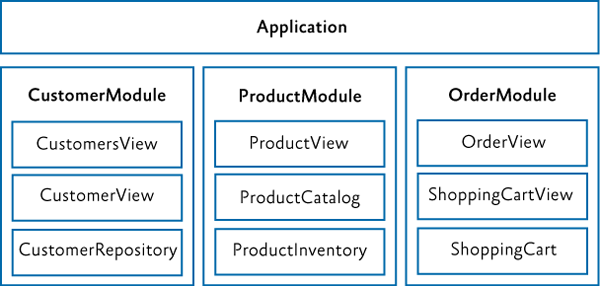 Application
CustomerModule
CustomersView
CustomerView
CustomerRepository
ProductModule
ProductView
ProductCatalog
ProductInventory
OrderModule
OrderView
ShoppingCartView
ShoppingCart